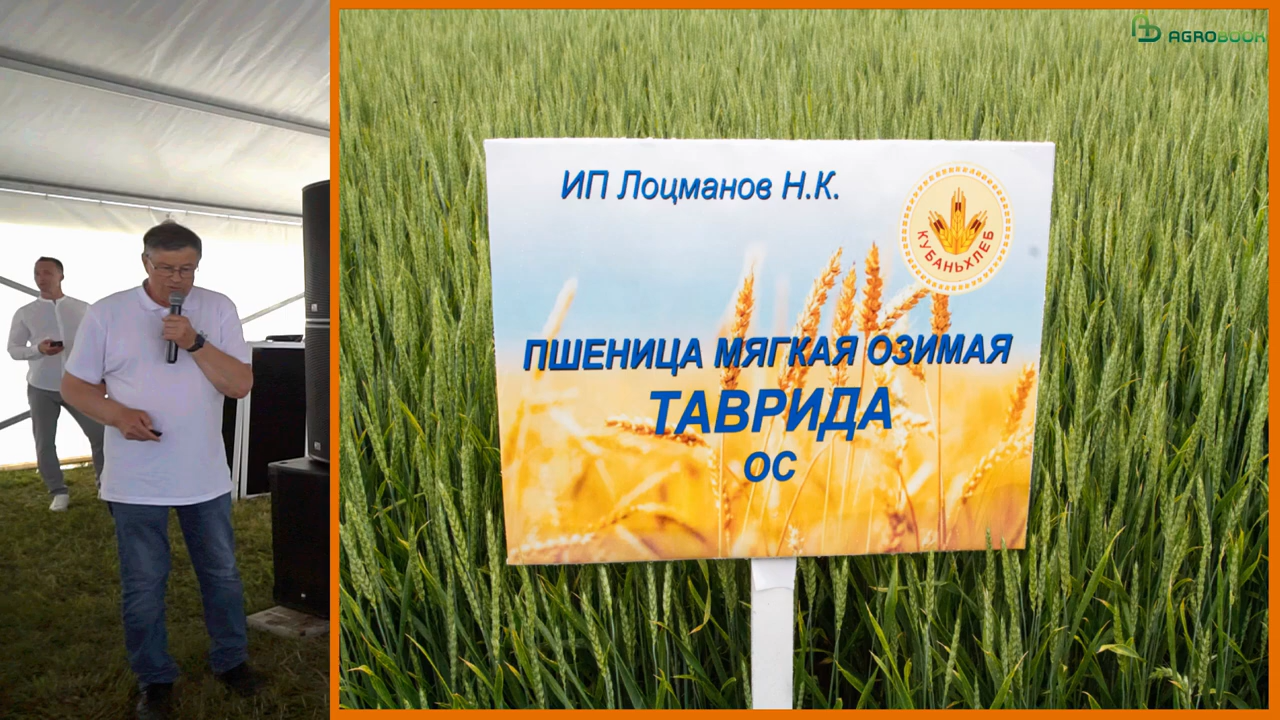 AGROBOOK
ИП Лоцманов Н.К.
КУБАНЬХЛЕБ
ПШЕНИЦА МЯГКАЯ ОЗИМАЯ
ТАВРИДА
ОС